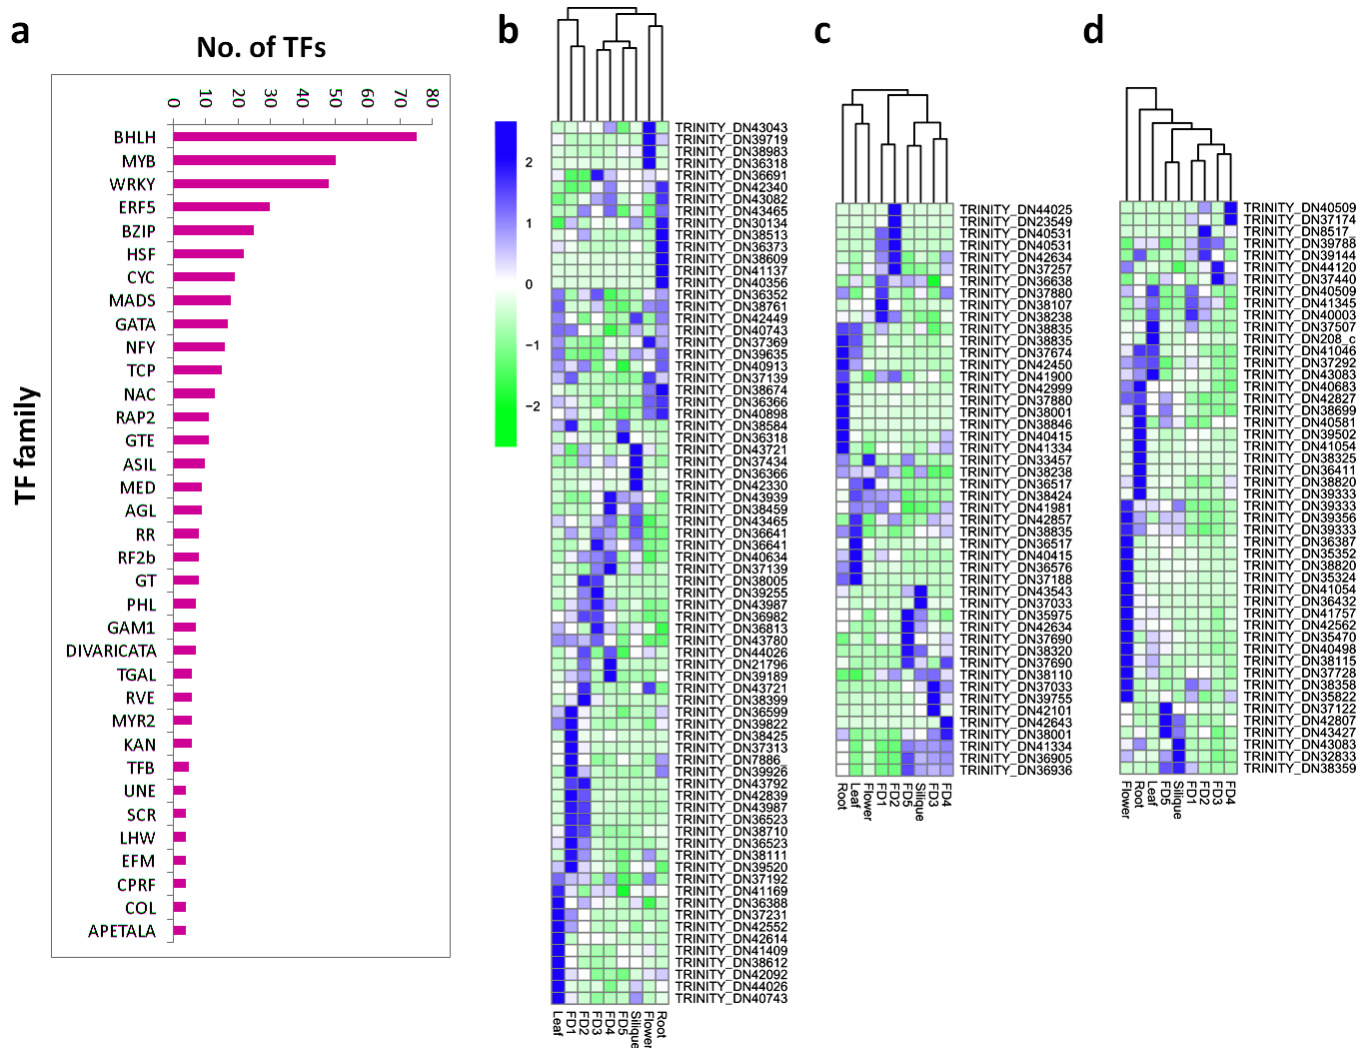 a
No. of TFs
0 10 20 30 40 50 60 70 80
TF family
BHLH
MYB
WRKY
ERF5
BZIP
HSF
CYC
MADS
GATA
NFY
TCP
NAC
RAP2
GTE
ASIL
MED
AGL
RR
RF2b
GT
PHL
GAM1
DIVARICATA
TGAL
RVE
MYR2
KAN
TFB
UNE
SCR
LHW
EFM
CPRF
COL
APETALA
b
2
1
0
−1
−2
TRINITY_DN43043
TRINITY_DN39719
TRINITY_DN38983
TRINITY_DN36318
TRINITY_DN36691
TRINITY_DN42340
TRINITY_DN43082
TRINITY_DN43465
TRINITY_DN30134
TRINITY_DN38513
TRINITY_DN36373
TRINITY_DN38609
TRINITY_DN41137
TRINITY_DN40356
TRINITY_DN36352
TRINITY_DN38761
TRINITY_DN42449
TRINITY_DN40743
TRINITY_DN37369
TRINITY_DN39635
TRINITY_DN40913
TRINITY_DN37139
TRINITY_DN38674
TRINITY_DN36366
TRINITY_DN40898
TRINITY_DN38584
TRINITY_DN36318
TRINITY_DN43721
TRINITY_DN37434
TRINITY_DN36366
TRINITY_DN42330
TRINITY_DN43939
TRINITY_DN38459
TRINITY_DN43465
TRINITY_DN36641
TRINITY_DN36641
TRINITY_DN40634
TRINITY_DN37139
TRINITY_DN38005
TRINITY_DN39255
TRINITY_DN43987
TRINITY_DN36982
TRINITY_DN36813
TRINITY_DN43780
TRINITY_DN44026
TRINITY_DN21796
TRINITY_DN39189
TRINITY_DN43721
TRINITY_DN38399
TRINITY_DN36599
TRINITY_DN39822
TRINITY_DN38425
TRINITY_DN37313
TRINITY_DN7886_
TRINITY_DN39926
TRINITY_DN43792
TRINITY_DN42839
TRINITY_DN43987
TRINITY_DN36523
TRINITY_DN38710
TRINITY_DN36523
TRINITY_DN38111
TRINITY_DN39520
TRINITY_DN37192
TRINITY_DN41169
TRINITY_DN36388
TRINITY_DN37231
TRINITY_DN42552
TRINITY_DN42614
TRINITY_DN41409
TRINITY_DN38612
TRINITY_DN42092
TRINITY_DN44026
TRINITY_DN40743
Leaf FD1 FD2 FD3 FD4 FD5 Silique Flower Root
c
TRINITY_DN44025
TRINITY_DN23549
TRINITY_DN40531
TRINITY_DN40531
TRINITY_DN42634
TRINITY_DN37257
TRINITY_DN36638
TRINITY_DN37880
TRINITY_DN38107
TRINITY_DN38238
TRINITY_DN38835
TRINITY_DN38835
TRINITY_DN37674
TRINITY_DN42450
TRINITY_DN41900
TRINITY_DN42999
TRINITY_DN37880
TRINITY_DN38001
TRINITY_DN38846
TRINITY_DN40415
TRINITY_DN41334
TRINITY_DN33457
TRINITY_DN38238
TRINITY_DN36517
TRINITY_DN38424
TRINITY_DN41981
TRINITY_DN42857
TRINITY_DN38835
TRINITY_DN36517
TRINITY_DN40415
TRINITY_DN36576
TRINITY_DN37188
TRINITY_DN43543
TRINITY_DN37033
TRINITY_DN35975
TRINITY_DN42634
TRINITY_DN37690
TRINITY_DN38320
TRINITY_DN37690
TRINITY_DN38110
TRINITY_DN37033
TRINITY_DN39755
TRINITY_DN42101
TRINITY_DN42643
TRINITY_DN38001
TRINITY_DN41334
TRINITY_DN36905
TRINITY_DN36936
Root Leaf Flower FD1 FD2 FD5 Silique FD3 FD4
d
TRINITY_DN40509
TRINITY_DN37174
TRINITY_DN8517_
TRINITY_DN39788
TRINITY_DN39144
TRINITY_DN44120
TRINITY_DN37440
TRINITY_DN40509
TRINITY_DN41345
TRINITY_DN40003
TRINITY_DN37507
TRINITY_DN208_c
TRINITY_DN41046
TRINITY_DN37292
TRINITY_DN43083
TRINITY_DN40683
TRINITY_DN42827
TRINITY_DN38699
TRINITY_DN40581
TRINITY_DN39502
TRINITY_DN41054
TRINITY_DN38325
TRINITY_DN36411
TRINITY_DN38820
TRINITY_DN39333
TRINITY_DN39333
TRINITY_DN39356
TRINITY_DN39333
TRINITY_DN36387
TRINITY_DN35352
TRINITY_DN38820
TRINITY_DN35324
TRINITY_DN41054
TRINITY_DN36432
TRINITY_DN41757
TRINITY_DN42562
TRINITY_DN35470
TRINITY_DN40498
TRINITY_DN38115
TRINITY_DN37728
TRINITY_DN38358
TRINITY_DN35822
TRINITY_DN37122
TRINITY_DN42807
TRINITY_DN43427
TRINITY_DN43083
TRINITY_DN32833
TRINITY_DN38359
Flower Root Leaf FD5 Silique FD1 FD2 FD3 FD4